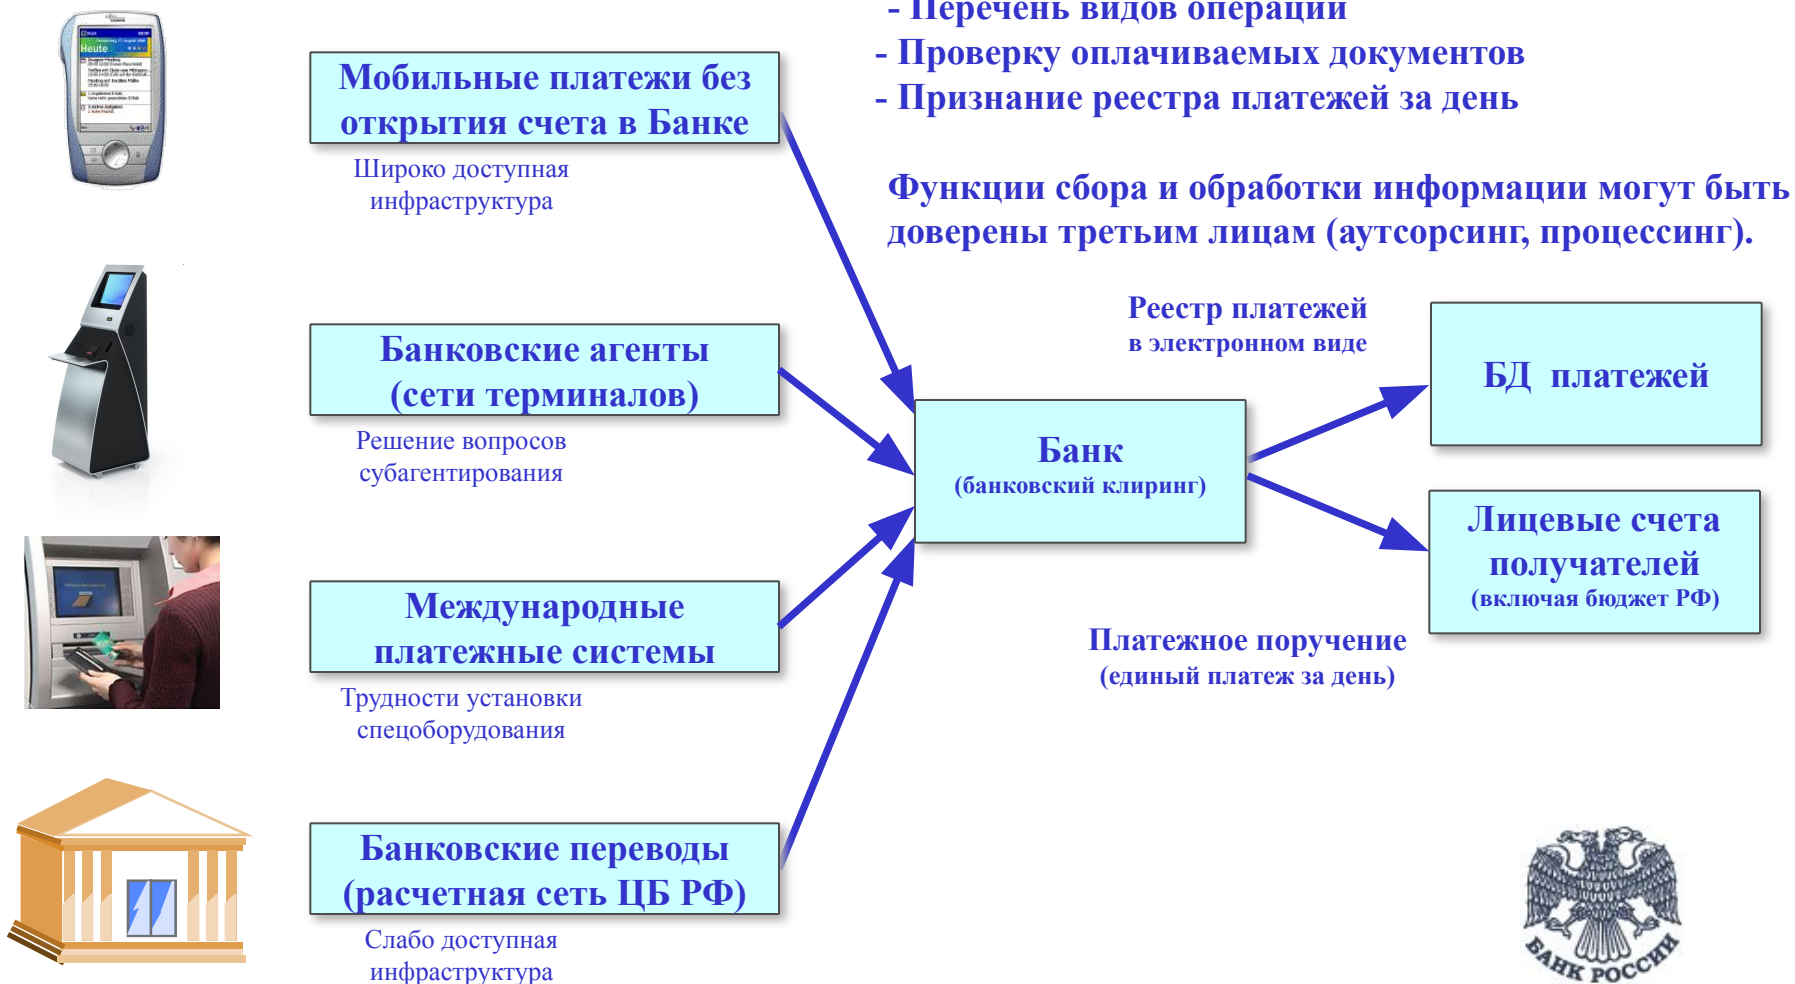 - Перечень видов операций
- Проверку оплачиваемых документов
- Признание реестра платежей за день
Функции сбора и обработки информации могут быть
доверены третьим лицам (аутсорсинг, процессинг).
Heute
Мобильные платежи без
открытия счета в Банке
Широко доступная
инфраструктура
Банковские агенты
(сети терминалов)
Решение вопросов
субагентирования
Международные
платежные системы
Трудности установки
спецоборудования
Банковские переводы
(расчетная сеть ЦБ РФ)
Слабо доступная
инфраструктура
Банк
(банковский клиринг)
Реестр платежей
в электронном виде
БД платежей
Лицевые счета
получателей
(включая бюджет РФ)
Платежное поручение
(единый платеж за день)
БАНК РОССИИ